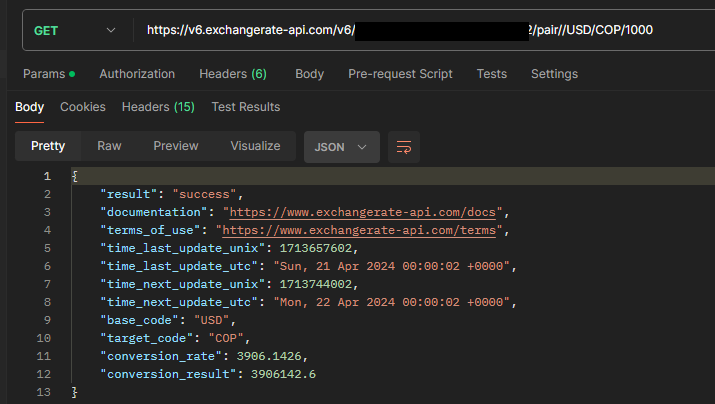 GET https://v6.exchangerate-api.com/v6/ 2/pair//USD/COP/1000
Params Authorization Headers (6) Body Pre-request Script Tests Settings
Body Cookies Headers (15) Test Results
Pretty Raw Preview Visualize JSON
1 {
2 "result": "success",
3 "documentation": "https://www.exchangerate-api.com/docs",
4 "terms_of_use": "https://www.exchangerate-api.com/terms",
5 "time_last_update_unix": 1713657602,
6 "time_last_update_utc": "Sun, 21 Apr 2024 00:00:02 +0000",
7 "time_next_update_unix": 1713744002,
8 "time_next_update_utc": "Mon, 22 Apr 2024 00:00:02 +0000",
9 "base_code": "USD",
10 "target_code": "COP",
11 "conversion_rate": 3906.1426,
12 "conversion_result": 3906142.6
13 }